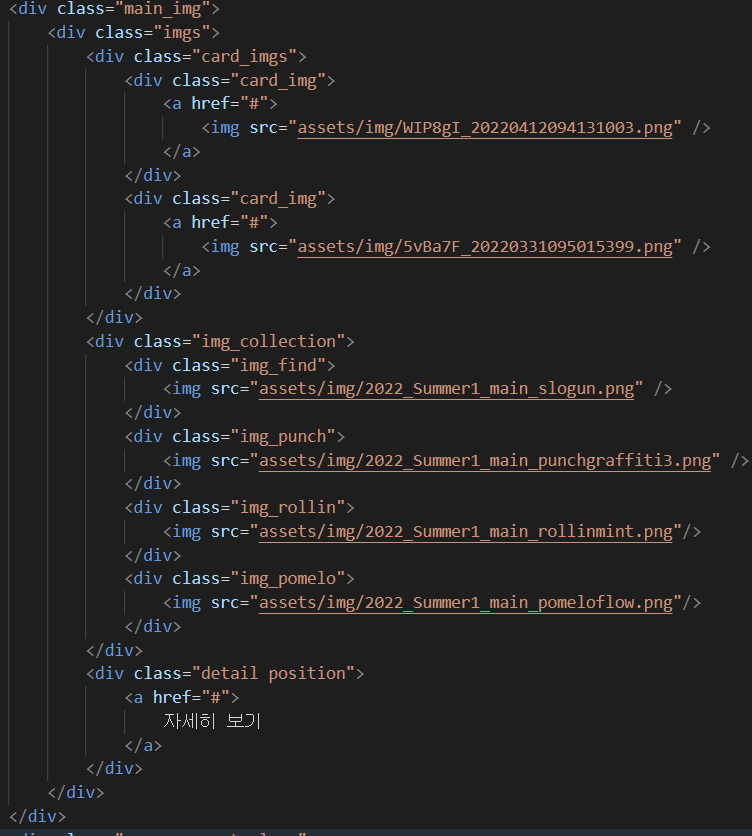 <div class="main_img">
<div class="imgs">
<div class="card_imgs">
<div class="card_img">
<a href="#">
<img src="assets/img/WIP8gI_20220412094131003.png" />
</a>
</div>
<div class="card_img">
<a href="#">
<img src="assets/img/5vBa7F_20220331095015399.png" />
</a>
</div>
</div>
<div class="img_collection">
<div class="img_find">
<img src="assets/img/2022_Summer1_main_slogun.png" />
</div>
<div class="img_punch">
<img src="assets/img/2022_Summer1_main_punchgraffiti3.png" />
</div>
<div class="img_rollin">
<img src="assets/img/2022_Summer1_main_rollinmint.png"/>
</div>
<div class="img_pomelo">
<img src="assets/img/2022_Summer1_main_pomeloflow.png"/>
</div>
</div>
<div class="detail position">
<a href="#">
자세히 보기
</a>
</div>
</div>
</div>